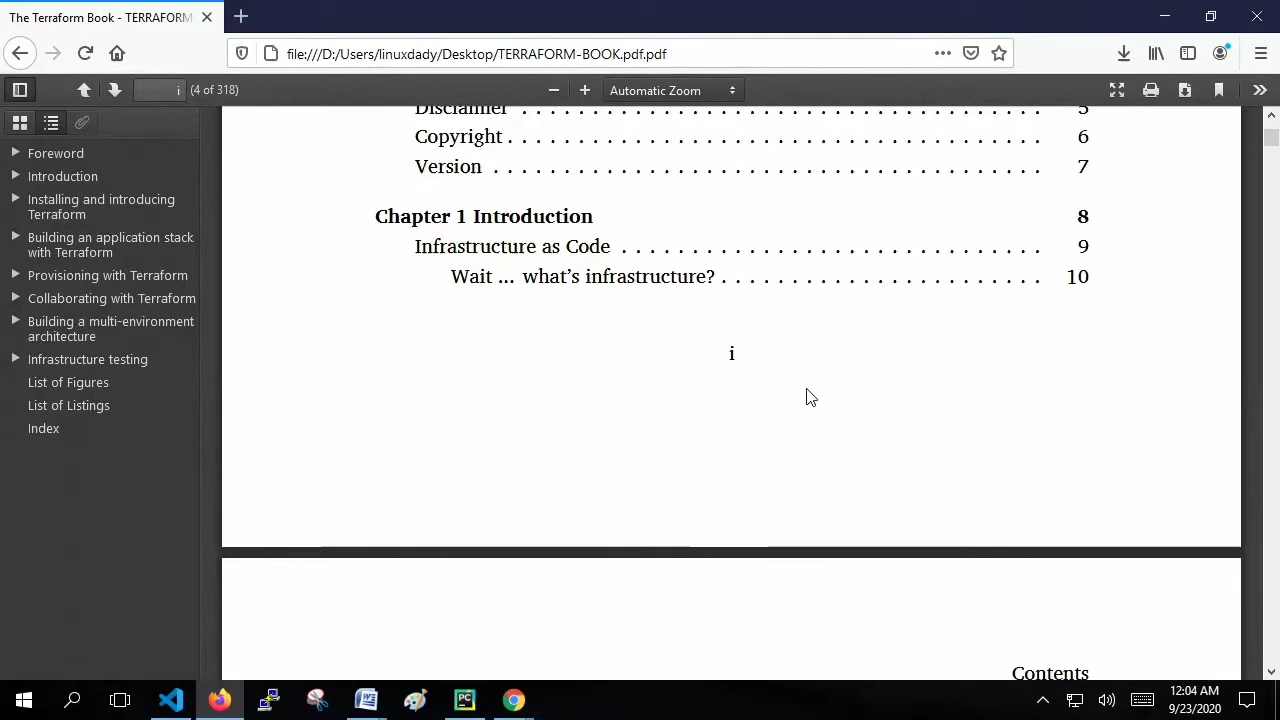 The Terraform Book - TERRAFORM
file:///D:/Users/linuxdady/Desktop/TERRAFORM-BOOK.pdf.pdf
i (4 of 318)
Automatic Zoom
Foreword
Introduction
Installing and introducing
Terraform
Building an application stack
with Terraform
Provisioning with Terraform
Collaborating with Terraform
Building a multi-environment
architecture
Infrastructure testing
List of Figures
List of Listings
Index
Disclaimer . . . . . . . . . . . . . . . . . . . . . . . . . . . . . . . . . . . . . 5
Copyright . . . . . . . . . . . . . . . . . . . . . . . . . . . . . . . . . . . . . . 6
Version . . . . . . . . . . . . . . . . . . . . . . . . . . . . . . . . . . . . . . . 7
Chapter 1 Introduction 8
Infrastructure as Code . . . . . . . . . . . . . . . . . . . . . . . . . . . . . . 9
Wait ... what's infrastructure? . . . . . . . . . . . . . . . . . . . . . . . 10
i
Contents
12:04 AM
9/23/2020